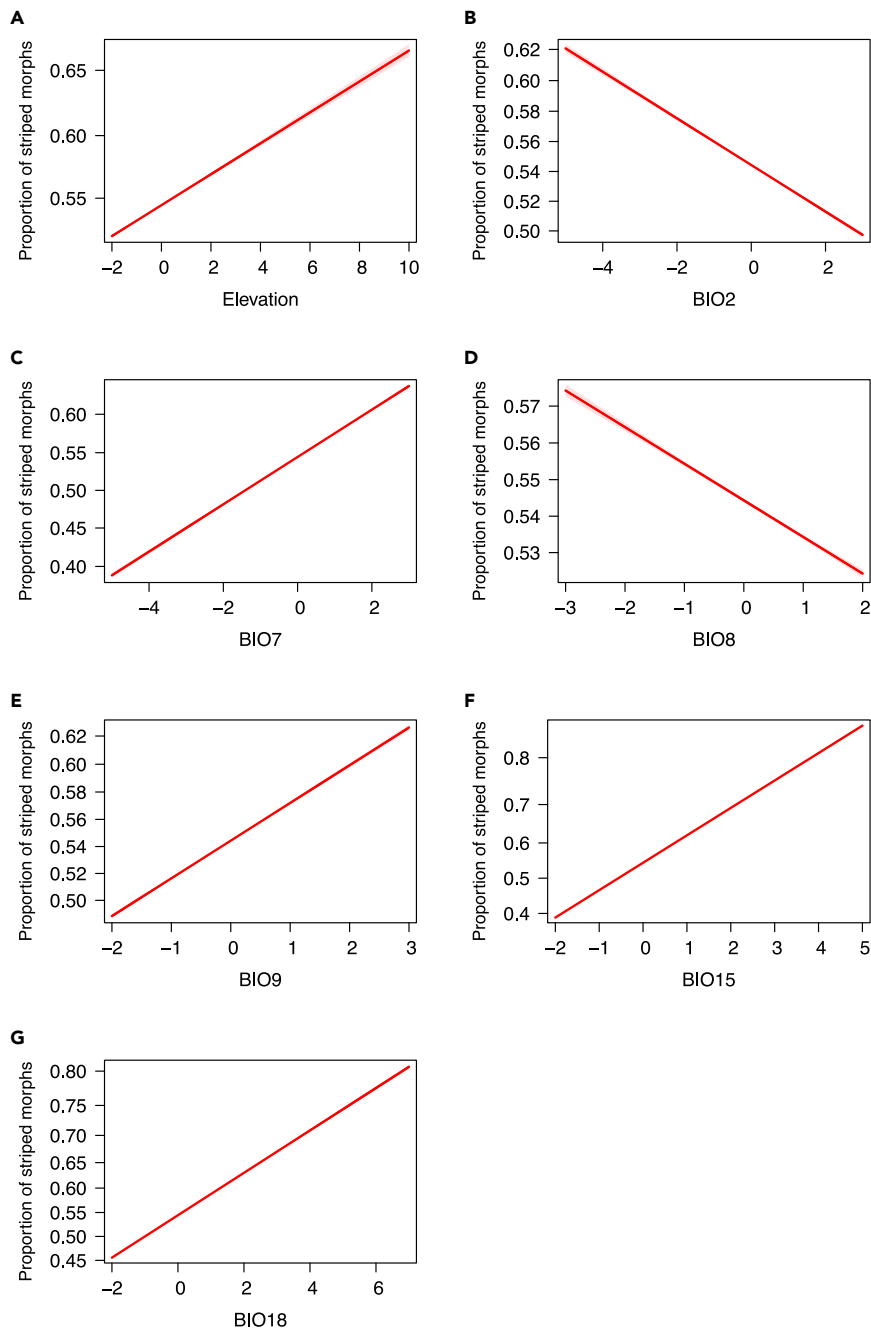 A
Proportion of striped morphs
0.65
0.60
0.55
−2 0 2 4 6 8 10
Elevation
B
Proportion of striped morphs
0.62
0.60
0.58
0.56
0.54
0.52
0.50
−4 −2 0 2
BIO2
C
Proportion of striped morphs
0.60
0.55
0.50
0.45
0.40
−4 −2 0 2
BIO7
D
Proportion of striped morphs
0.57
0.56
0.55
0.54
0.53
−3 −2 −1 0 1 2
BIO8
E
Proportion of striped morphs
0.62
0.60
0.58
0.56
0.54
0.52
0.50
−2 −1 0 1 2 3
BIO9
F
Proportion of striped morphs
0.8
0.7
0.6
0.5
0.4
−2 −1 0 1 2 3 4 5
BIO15
G
Proportion of striped morphs
0.80
0.75
0.70
0.65
0.60
0.55
0.50
0.45
−2 0 2 4 6
BIO18